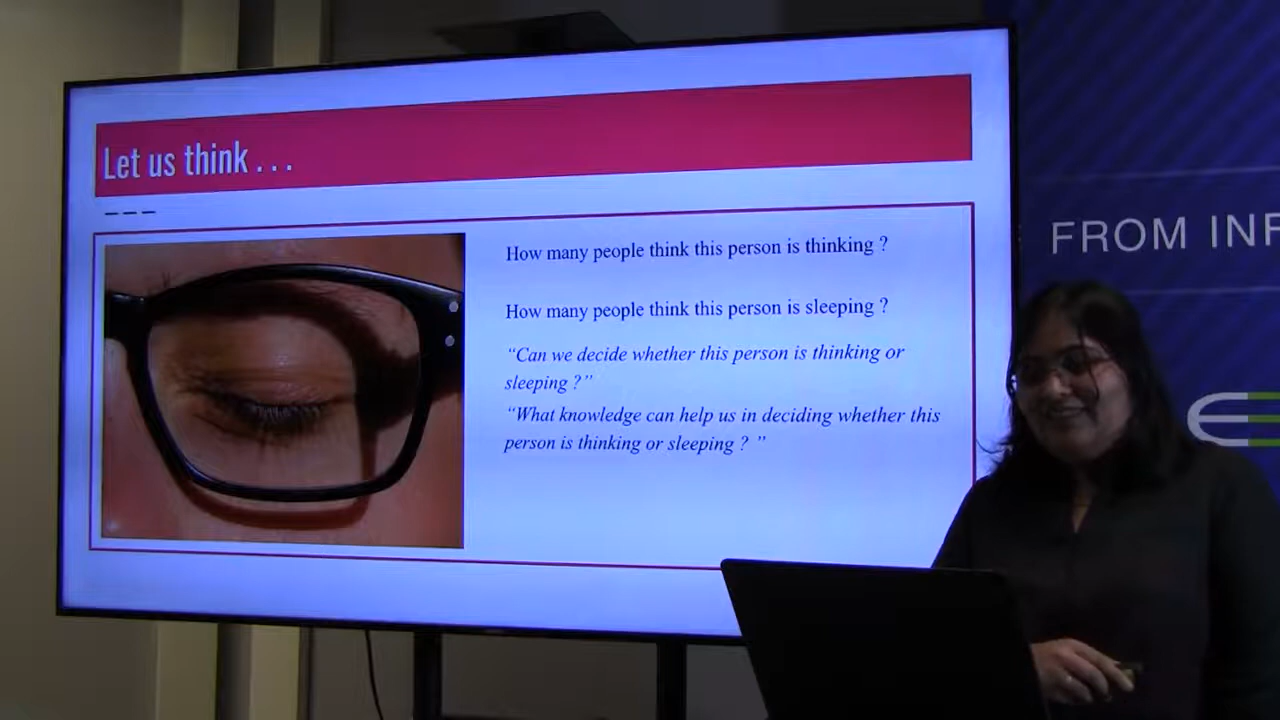 Let us think . . .
How many people think this person is thinking ?
How many people think this person is sleeping ?
“Can we decide whether this person is thinking or
sleeping ?”
“What knowledge can help us in deciding whether this
person is thinking or sleeping ? ”
FROM